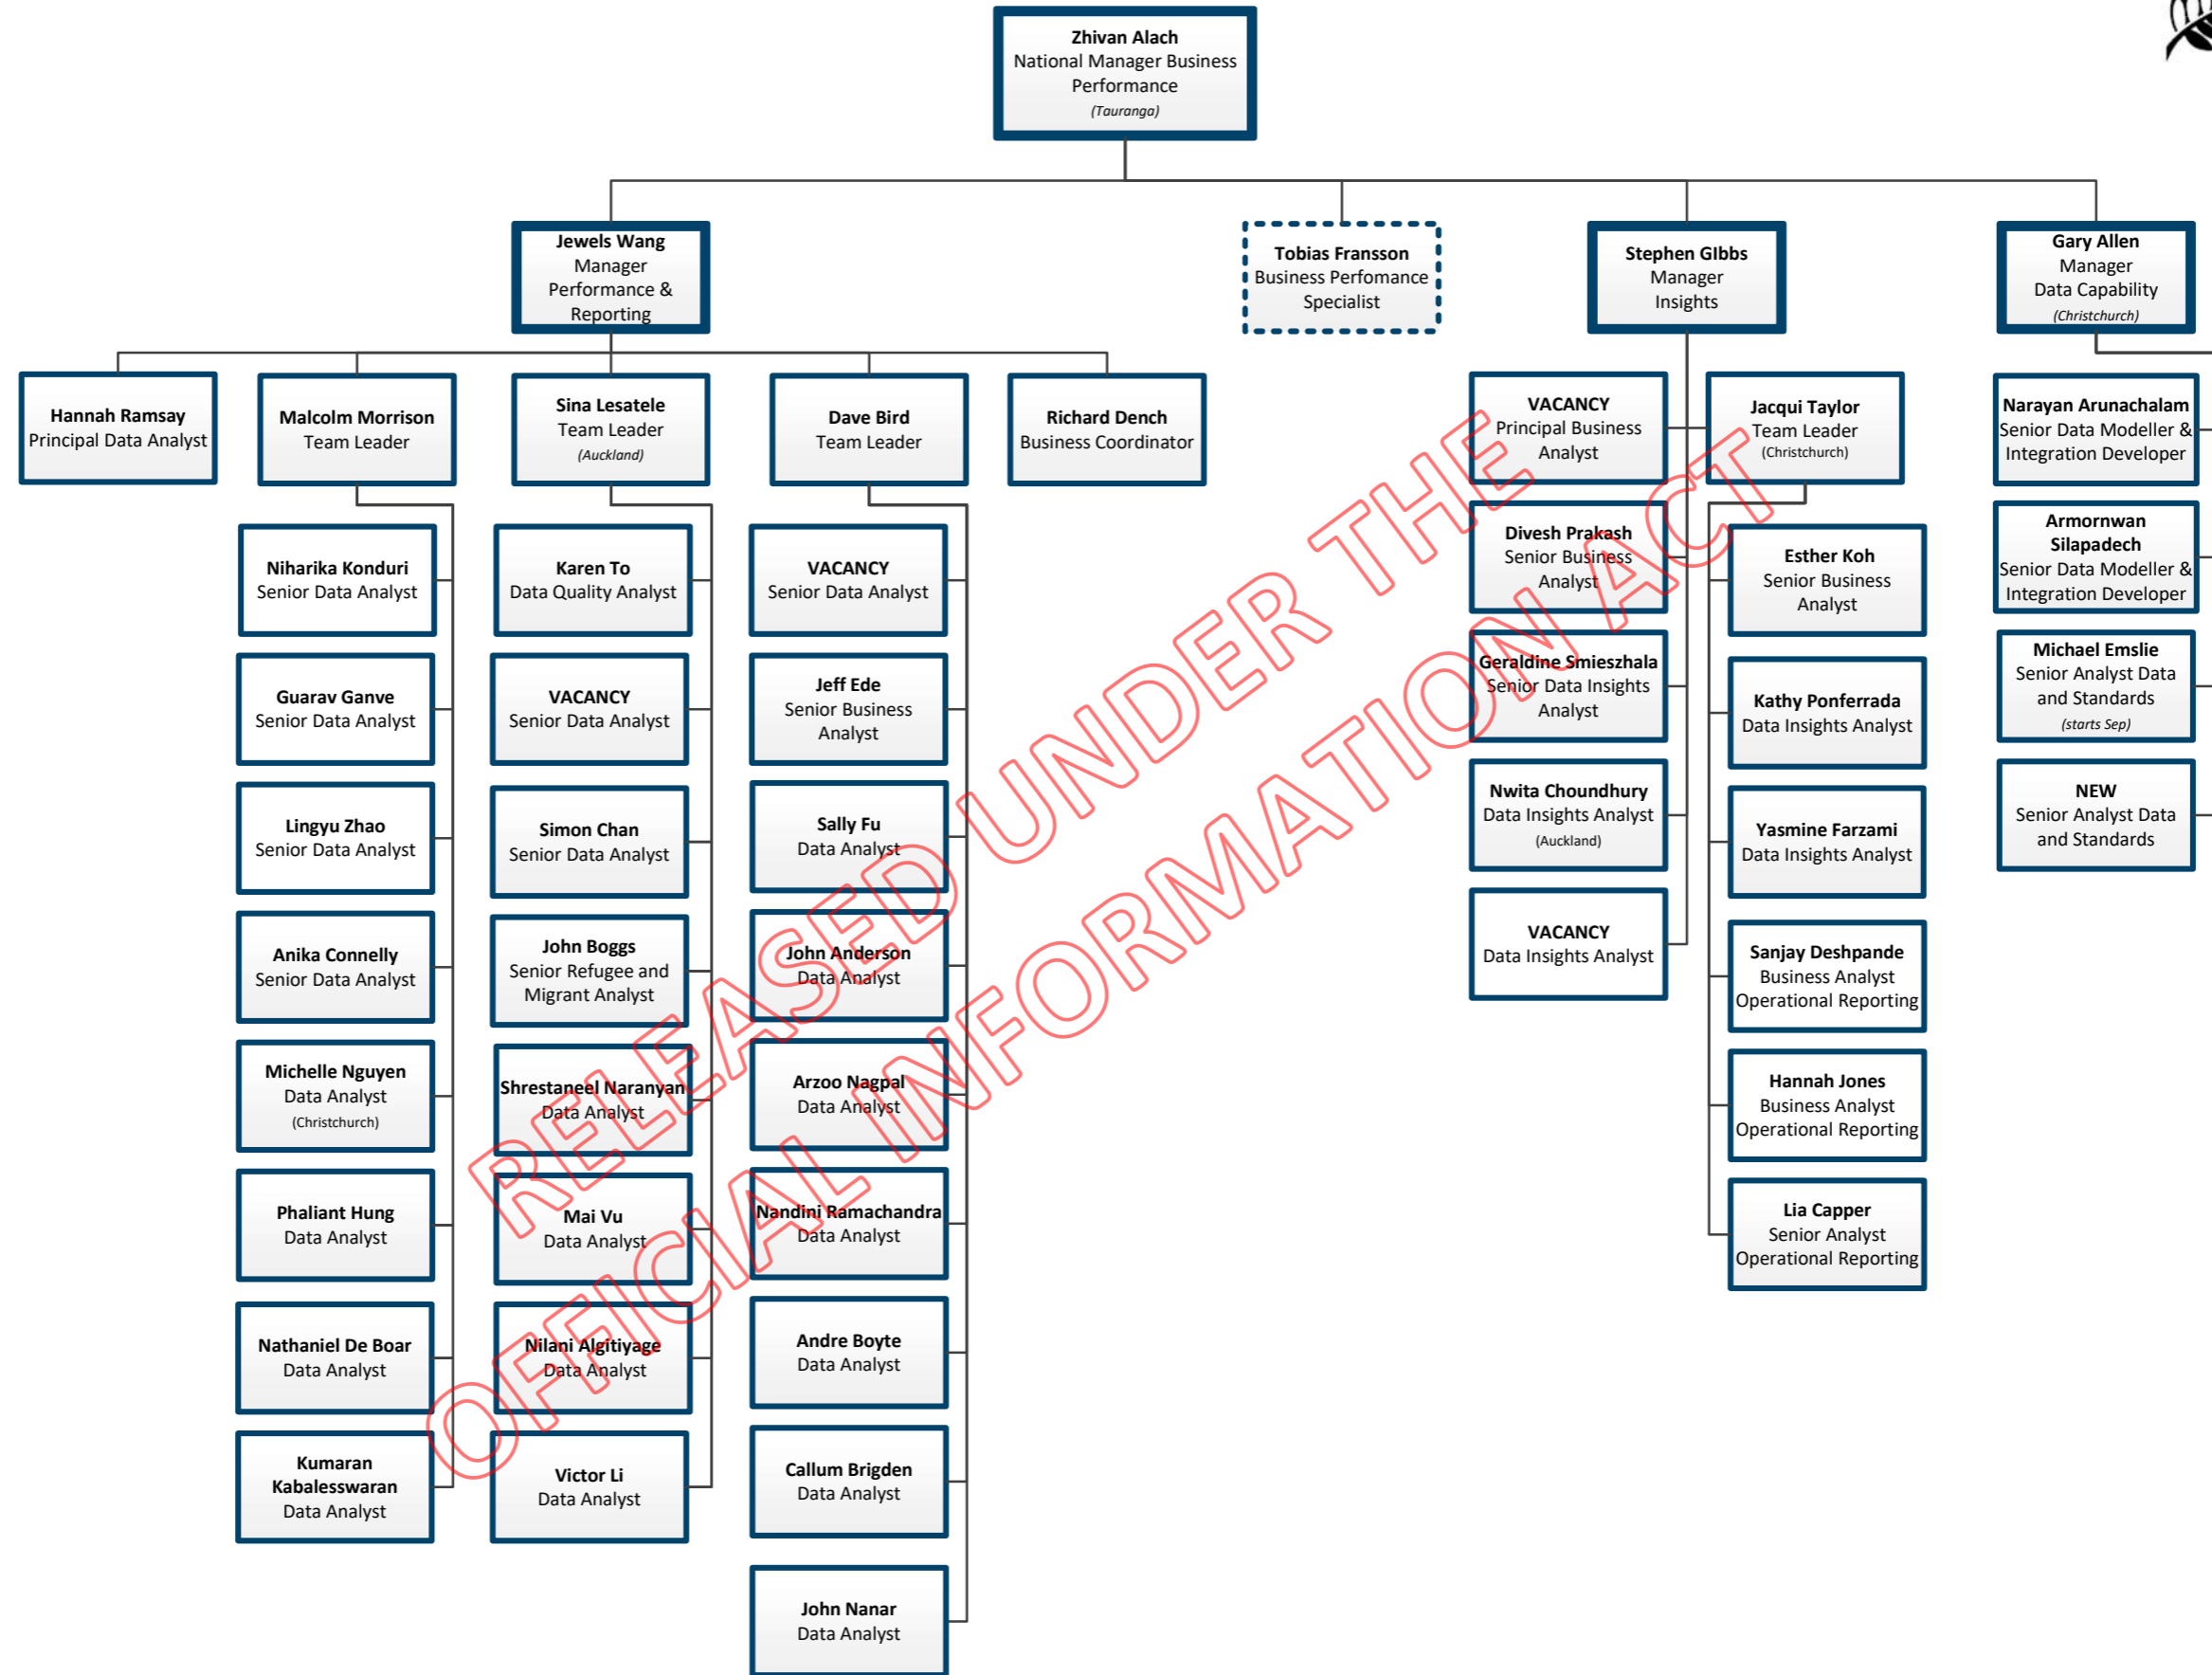 Zhivan Alach
National Manager Business
Performance
(Tauranga)
Jewels Wang
Manager
Performance &
Reporting
Tobias Fransson
Business Perfomance
Specialist
Stephen GIbbs
Manager
Insights
Gary Allen
Manager
Data Capability
(Christchurch)
Hannah Ramsay
Principal Data Analyst
Malcolm Morrison
Team Leader
Sina Lesatele
Team Leader
(Auckland)
Dave Bird
Team Leader
Richard Dench
Business Coordinator
VACANCY
Principal Business
Analyst
Jacqui Taylor
Team Leader
(Christchurch)
Narayan Arunachalam
Senior Data Modeller &
Integration Developer
Niharika Konduri
Senior Data Analyst
Guarav Ganve
Senior Data Analyst
Lingyu Zhao
Senior Data Analyst
Anika Connelly
Senior Data Analyst
Michelle Nguyen
Data Analyst
(Christchurch)
Phaliant Hung
Data Analyst
Nathaniel De Boar
Data Analyst
Kumaran
Kabalesswaran
Data Analyst
Karen To
Data Quality Analyst
VACANCY
Senior Data Analyst
Simon Chan
Senior Data Analyst
John Boggs
Senior Refugee and
Migrant Analyst
Shrestaneel Naranyan
Data Analyst
Mai Vu
Data Analyst
Nilani Algitiyage
Data Analyst
Victor Li
Data Analyst
VACANCY
Senior Data Analyst
Jeff Ede
Senior Business
Analyst
Sally Fu
Data Analyst
John Anderson
Data Analyst
Arzoo Nagpal
Data Analyst
Nandini Ramachandra
Data Analyst
Andre Boyte
Data Analyst
Callum Brigden
Data Analyst
John Nanar
Data Analyst
Divesh Prakash
Senior Business
Analyst
Geraldine Smieszhala
Senior Data Insights
Analyst
Nwita Choundhury
Data Insights Analyst
(Auckland)
VACANCY
Data Insights Analyst
Esther Koh
Senior Business
Analyst
Kathy Ponferrada
Data Insights Analyst
Yasmine Farzami
Data Insights Analyst
Sanjay Deshpande
Business Analyst
Operational Reporting
Hannah Jones
Business Analyst
Operational Reporting
Lia Capper
Senior Analyst
Operational Reporting
Armornwan
Silapadech
Senior Data Modeller &
Integration Developer
Michael Emslie
Senior Analyst Data
and Standards
(starts Sep)
NEW
Senior Analyst Data
and Standards
RELEASED UNDER THE
OFFICIAL INFORMATION ACT